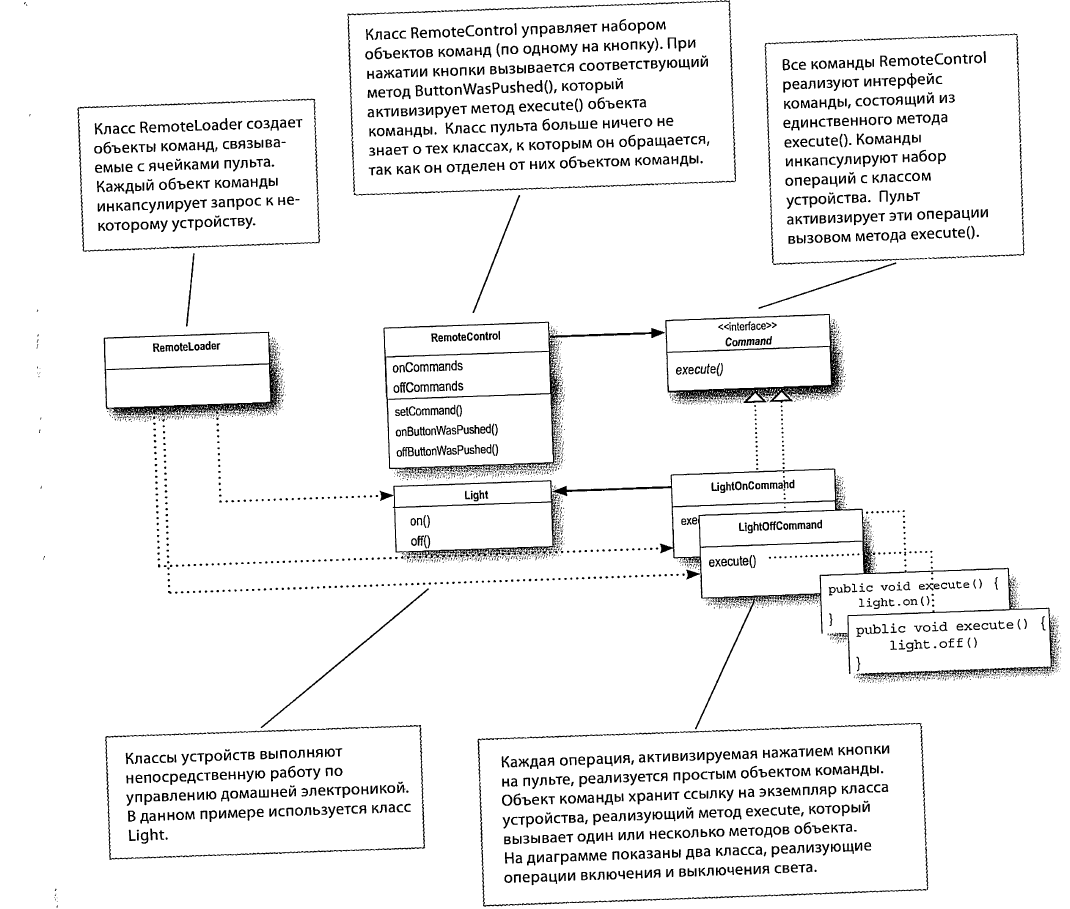 Класс RemoteControl управляет набором
объектов команд (по одному на кнопку). При
нажатии кнопки вызывается соответствующий
метод ButtonWasPushed(), который
активизирует метод execute() объекта
команды. Класс пульта больше ничего не
знает о тех классах, к которым он обращается,
так как он отделен от них объектом команды.
Все команды RemoteControl
реализуют интерфейс
команды, состоящий из
единственного метода
execute(). Команды
инкапсулируют набор
операций с классом
устройства. Пульт
активизирует эти операции
вызовом метода execute().
Класс RemoteLoader создает
объекты команд, связыва-
емые с ячейками пульта.
Каждый объект команды
инкапсулирует запрос к не-
которому устройству.
RemoteLoader
RemoteControl
onCommands
offCommands
setCommand()
onButtonWasPushed()
offButtonWasPushed()
<<interface>>
Command
execute()
Light
on()
off()
LightOnCommand
exe
LightOffCommand
execute()
public void execute() {
light.on()
}
public void execute() {
light.off()
}
Классы устройств выполняют
непосредственную работу по
управлению домашней электроникой.
В данном примере используется класс
Light.
Каждая операция, активизируемая нажатием кнопки
на пульте, реализуется простым объектом команды.
Объект команды хранит ссылку на экземпляр класса
устройства, реализующий метод execute, который
вызывает один или несколько методов объекта.
На диаграмме показаны два класса, реализующие
операции включения и выключения света.